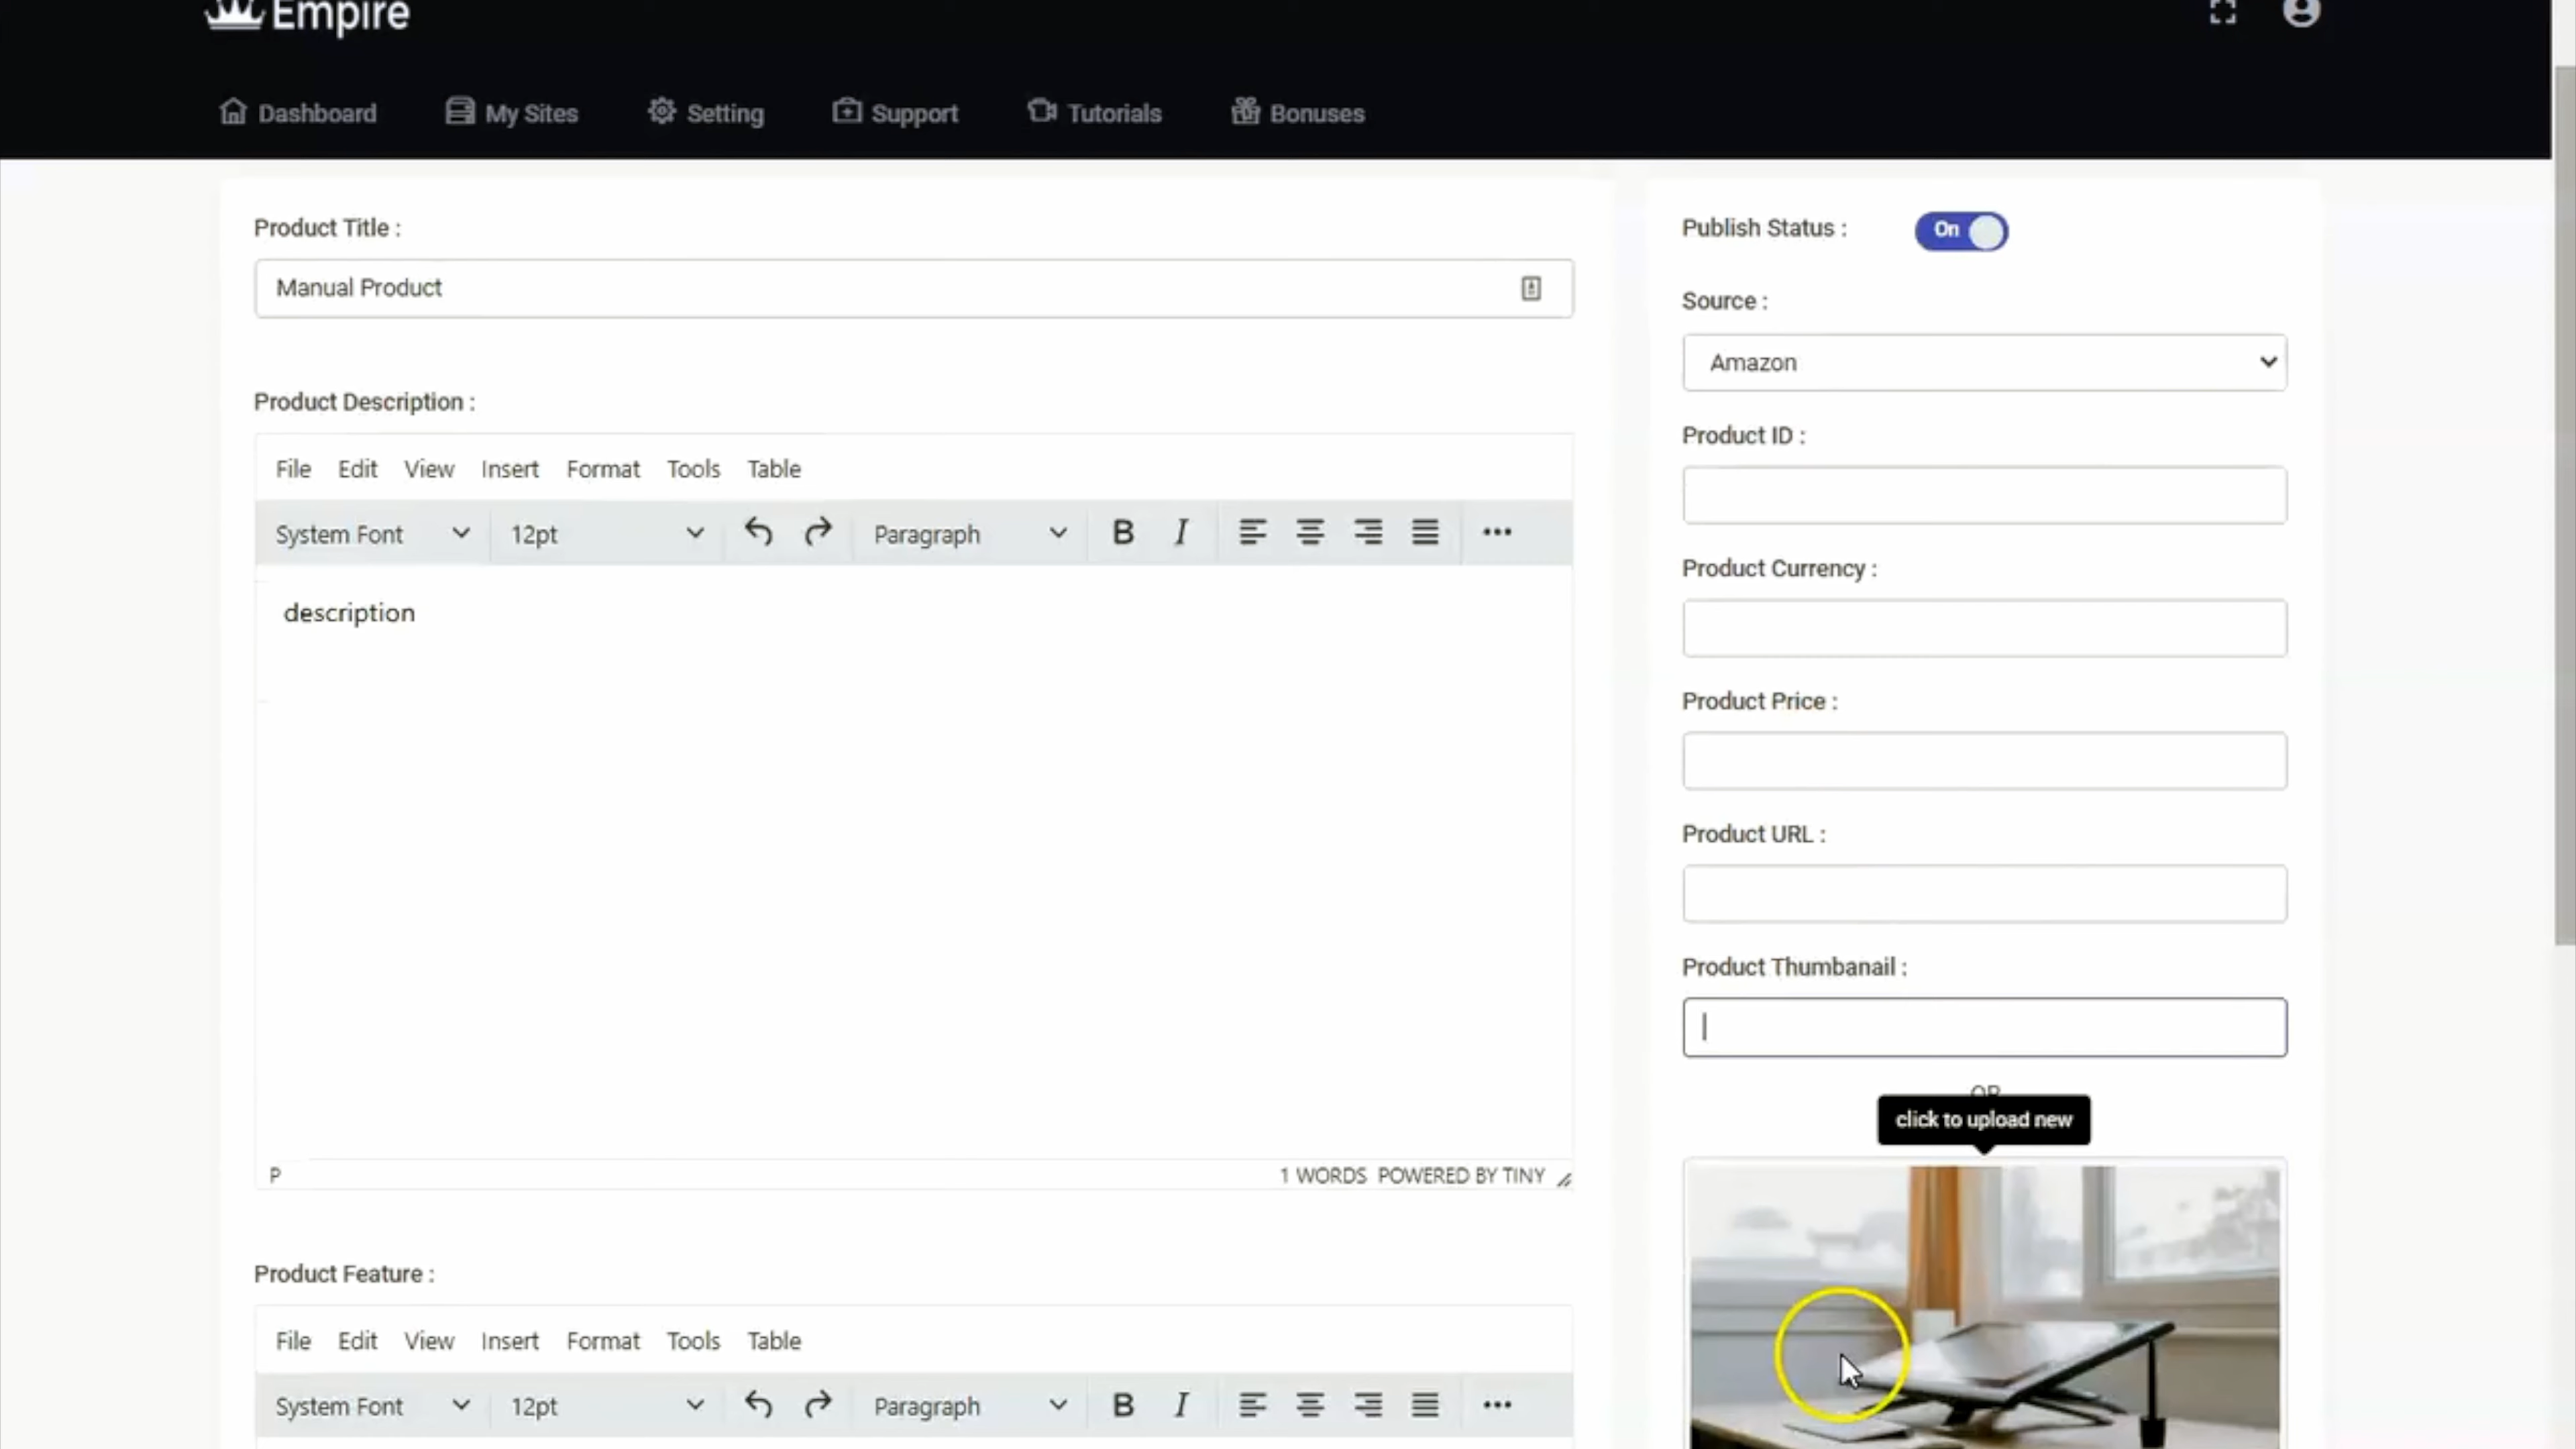 Empire
Dashboard My Sites Setting Support Tutorials Bonuses
Product Title :
Manual Product
Product Description :
File Edit View Insert Format Tools Table
System Font 12pt Paragraph B I
description
P 1 WORDS POWERED BY TINY
Product Feature :
File Edit View Insert Format Tools Table
System Font 12pt Paragraph B I
Publish Status : On
Source :
Amazon
Product ID :
Product Currency :
Product Price :
Product URL :
Product Thumbanail :
OR
click to upload new